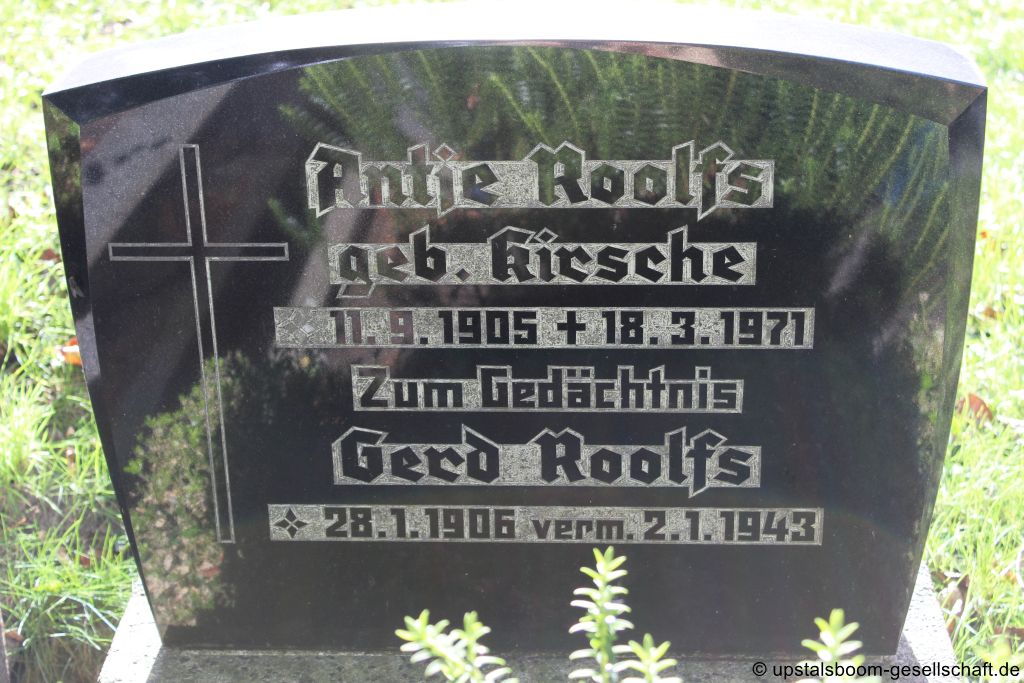 Antje Roolfs
geb. Kirsche
11.9.1905 + 18.3.1971
Zum Gedächtnis
Gerd Roolfs
28.1.1906 verm. 2.1.1943
© upstalsboom-gesellschaft.de